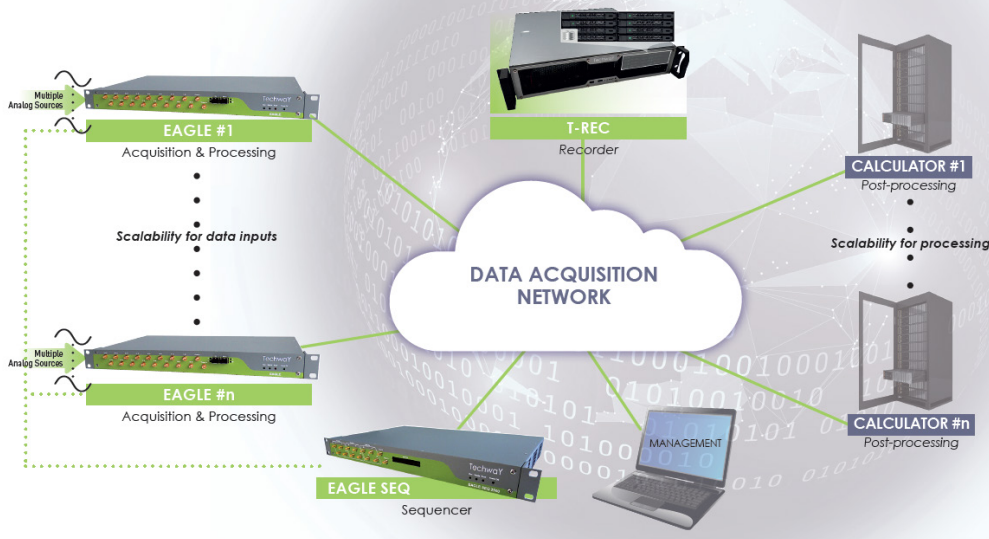 Multiple
Analog Sources
TechwaY
EAGLE
EAGLE #1
Acquisition & Processing
T-REC
Recorder
CALCULATOR #1
Post-processing
Scalability for data inputs
Scalability for processing
DATA ACQUISITION
NETWORK
Multiple
Analog Sources
TechwaY
EAGLE
EAGLE #n
Acquisition & Processing
CALCULATOR #n
Post-processing
MANAGEMENT
TechwaY
EAGLE SEQ
Sequencer